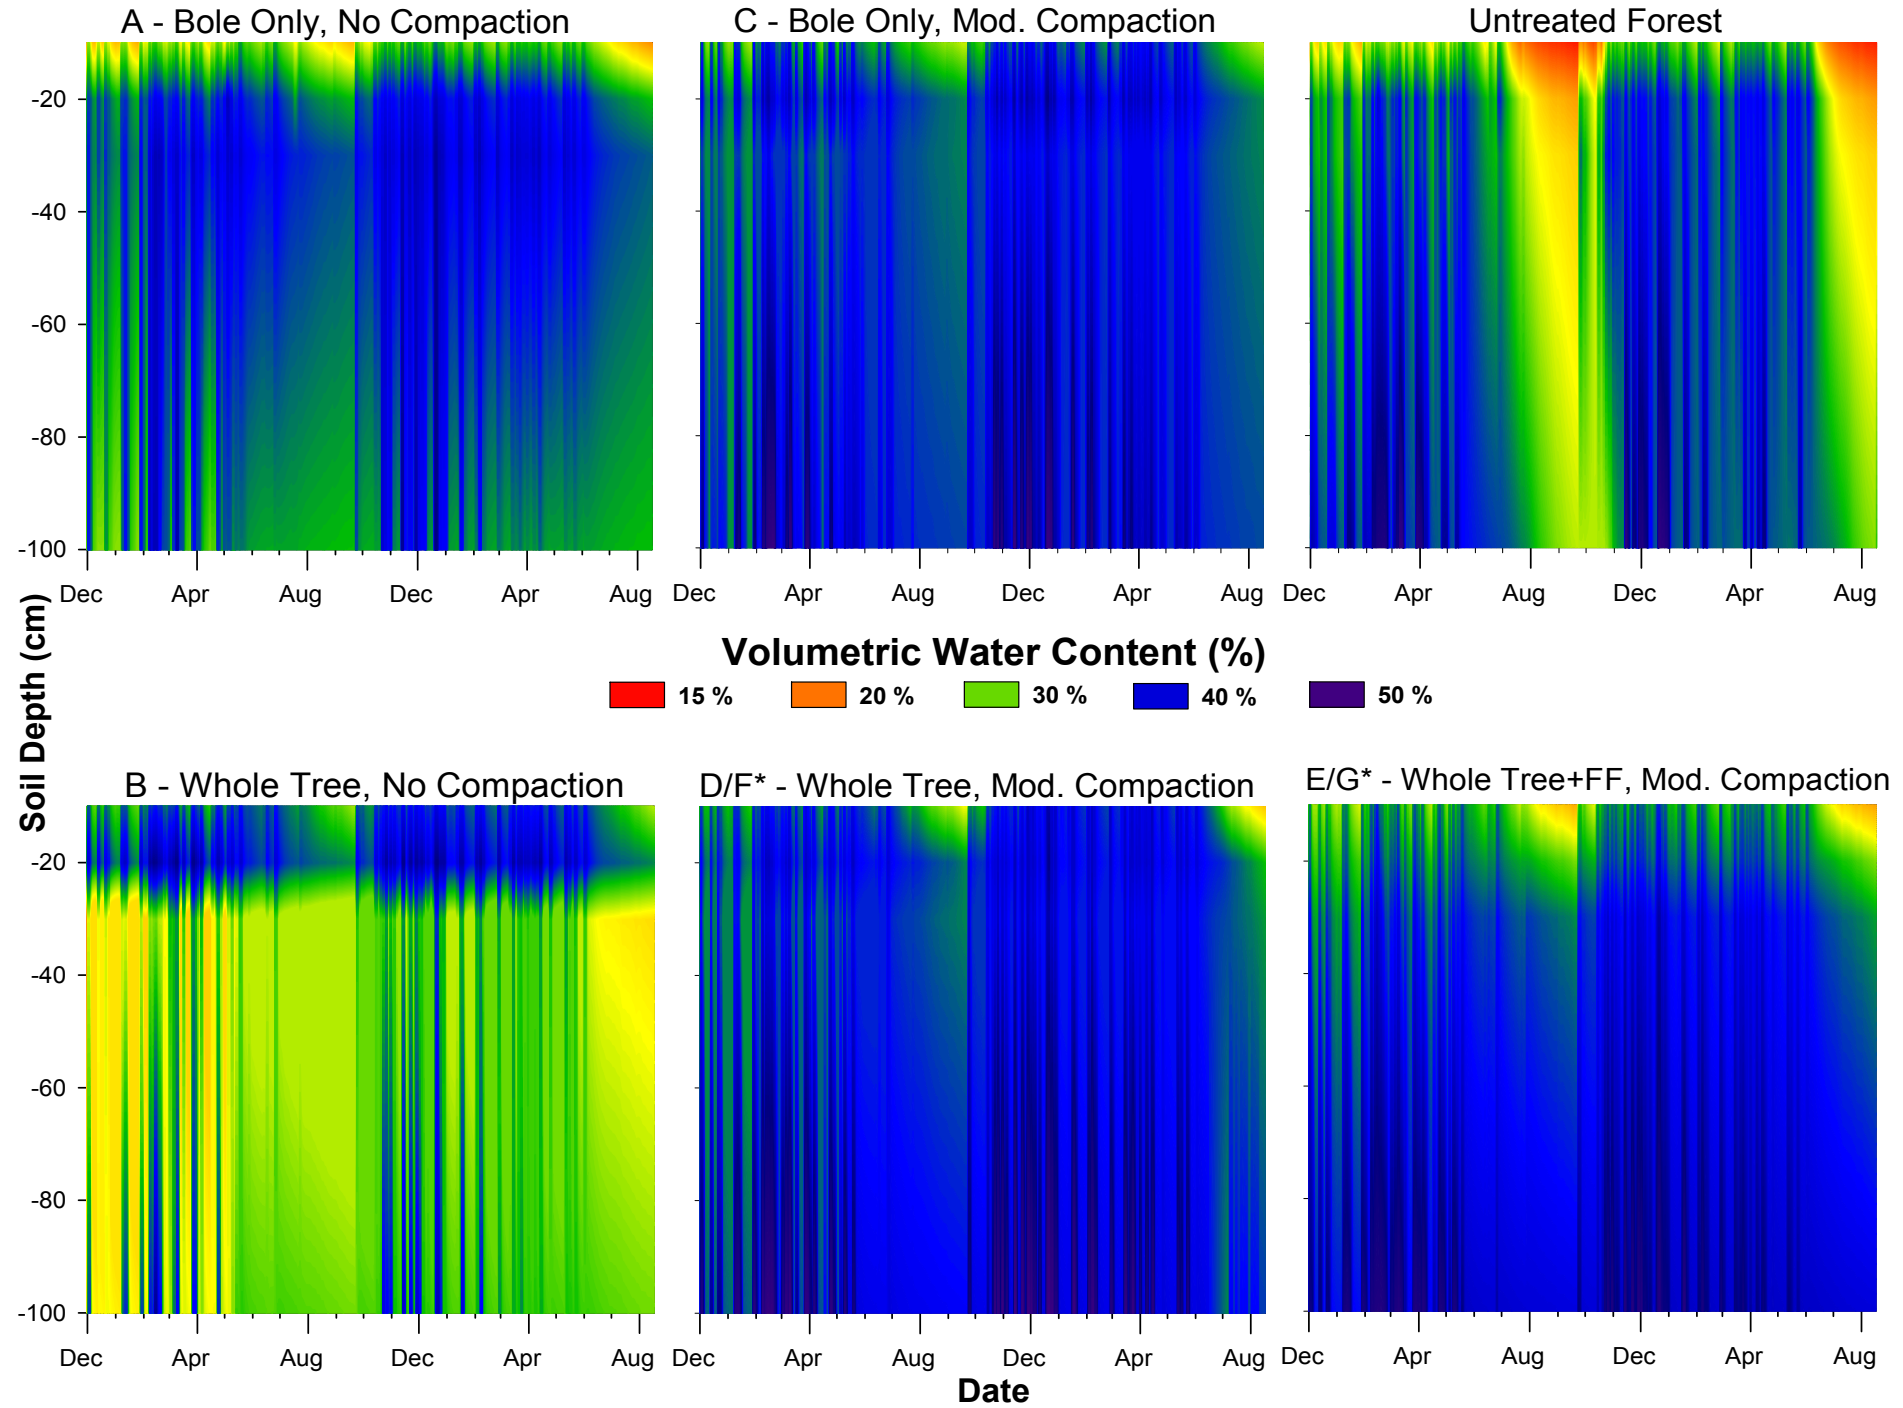 A - Bole Only, No Compaction
C - Bole Only, Mod. Compaction
Untreated Forest
-20
-40
-60
-80
-100
Dec Apr Aug Dec Apr Aug
Dec Apr Aug Dec Apr Aug
Dec Apr Aug Dec Apr Aug
Soil Depth (cm)
Volumetric Water Content (%)
15 % 20 % 30 % 40 % 50 %
B - Whole Tree, No Compaction
D/F* - Whole Tree, Mod. Compaction
E/G* - Whole Tree+FF, Mod. Compaction
-20
-40
-60
-80
-100
Dec Apr Aug Dec Apr Aug
Dec Apr Aug Dec Apr Aug
Dec Apr Aug Dec Apr Aug
Date